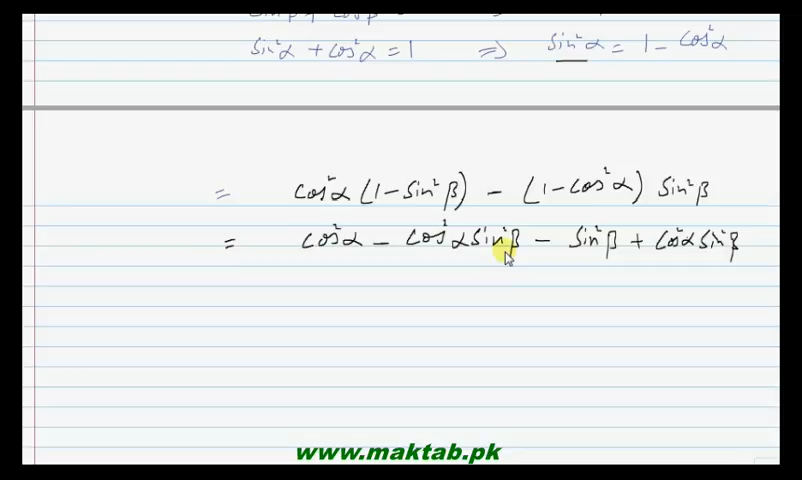 sin²α + cos²α = 1 ⇒ sin²α = 1 - cos²α
= cos²α (1 - sin²β) - (1 - cos²α) sin²β
= cos²α - cos²α sin²β - sin²β + cos²α sin²β
www.maktab.pk